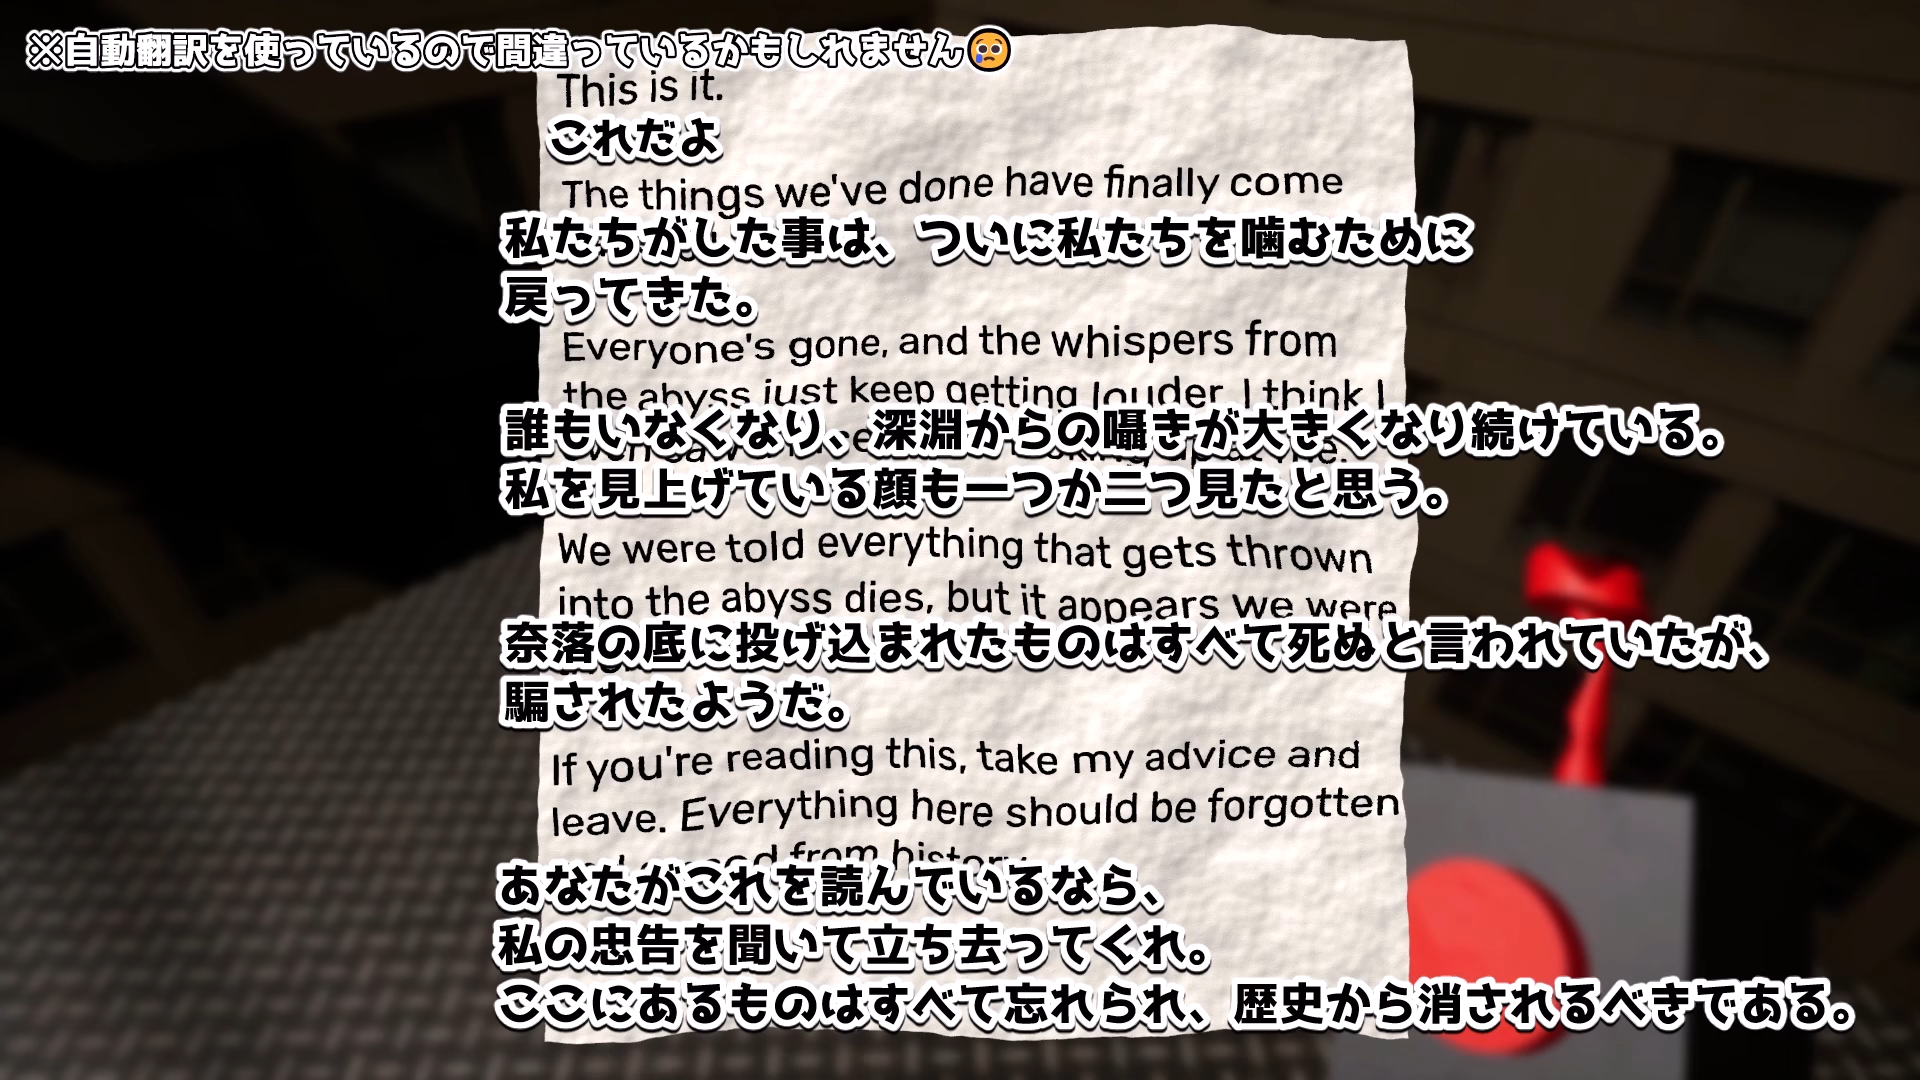 ※自動翻訳を使っているので間違っているかもしれません😢
This is it.
これだよ
The things we've done have finally come
私たちがした事は、ついに私たちを噛むために
戻ってきた。
Everyone's gone, and the whispers from
the abyss just keep getting louder. I think I
誰もいなくなり、深淵からの囁きが大きくなり続けている。
私を見上げている顔も一つか二つ見たと思う。
We were told everything that gets thrown
into the abyss dies, but it appears we were
奈落の底に投げ込まれたものはすべて死ぬと言われていたが、
騙されたようだ。
If you're reading this, take my advice and
leave. Everything here should be forgotten
from history
あなたがこれを読んでいるなら、
私の忠告を聞いて立ち去ってくれ。
ここにあるものはすべて忘れられ、歴史から消されるべきである。